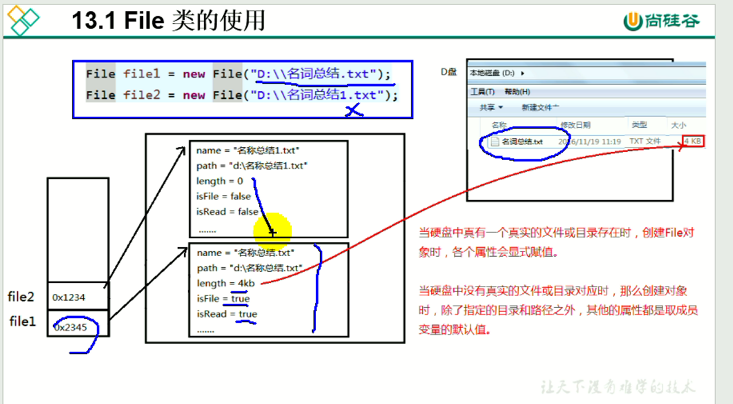 13.1 File 类的使用
尚硅谷
File file1 = new File("D:\\名词总结.txt");
File file2 = new File("D:\\名词总结1.txt");
D盘
本地磁盘 (D:)
工具(T) 帮助(H)
共享 新建文件
名称 修改日期 类型 大小
名词总结.txt 2016/11/19 11:19 TXT 文件 4 KB
name = "名称总结1.txt"
path = "d:\名称总结1.txt"
length = 0
isFile = false
isRead = false
.......
name = "名称总结.txt"
path = "d:\名称总结.txt"
length = 4kb
isFile = true
isRead = true
.......
file2 0x1234
file1 0x2345
当硬盘中真有一个真实的文件或目录存在时，创建File对
象时，各个属性会显式赋值。
当硬盘中没有真实的文件或目录对应时，那么创建对象
时，除了指定的目录和路径之外，其他的属性都是取成员
变量的默认值。
让天下没有难学的技术